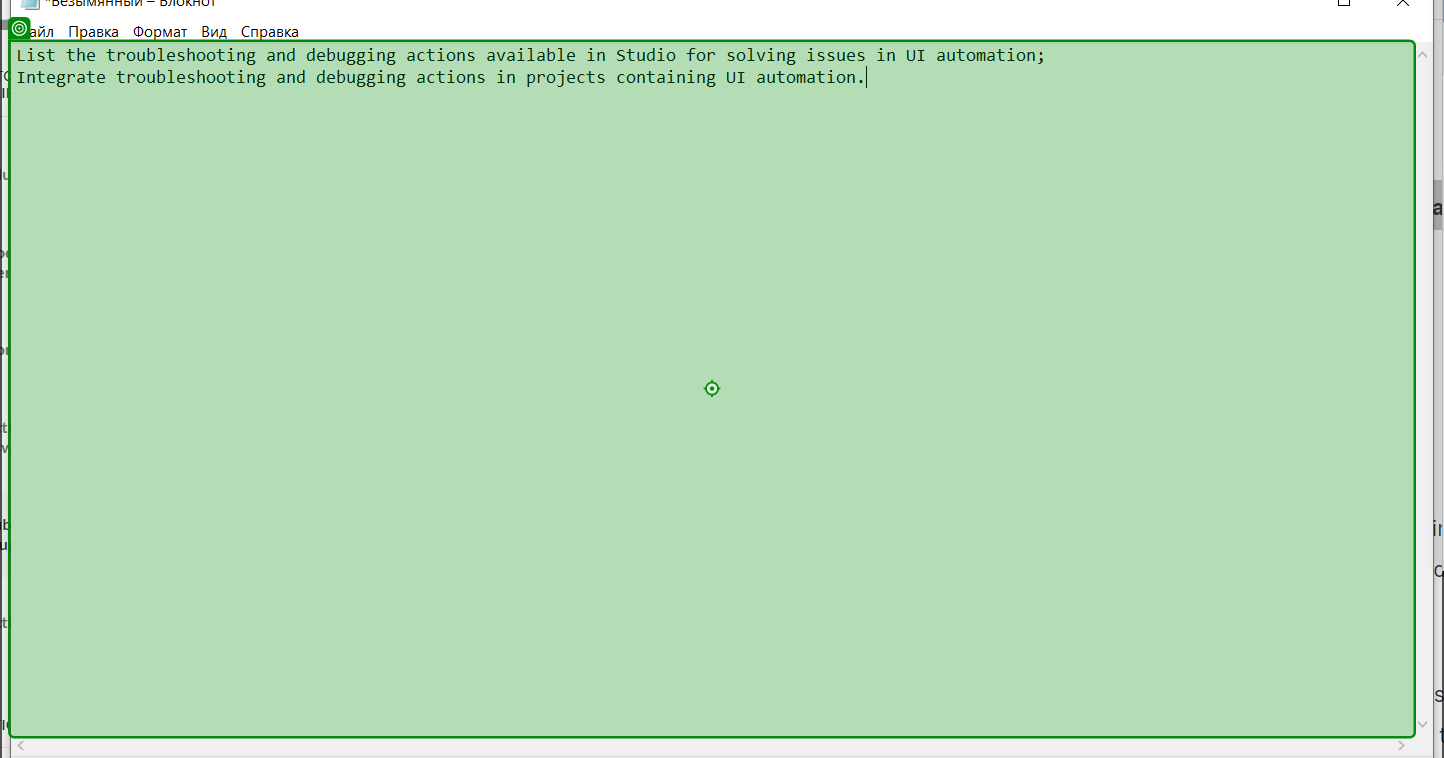 *Безымянный – Блокнот
айл Правка Формат Вид Справка
List the troubleshooting and debugging actions available in Studio for solving issues in UI automation;
Integrate troubleshooting and debugging actions in projects containing UI automation.